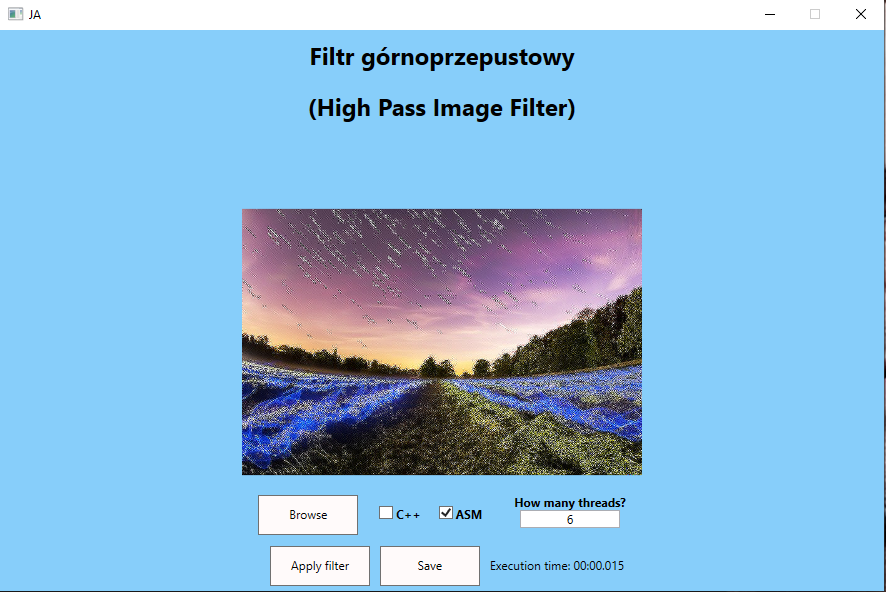 JA
Filtr górnoprzepustowy
(High Pass Image Filter)
Browse
C++
ASM
How many threads?
6
Apply filter
Save
Execution time: 00:00.015